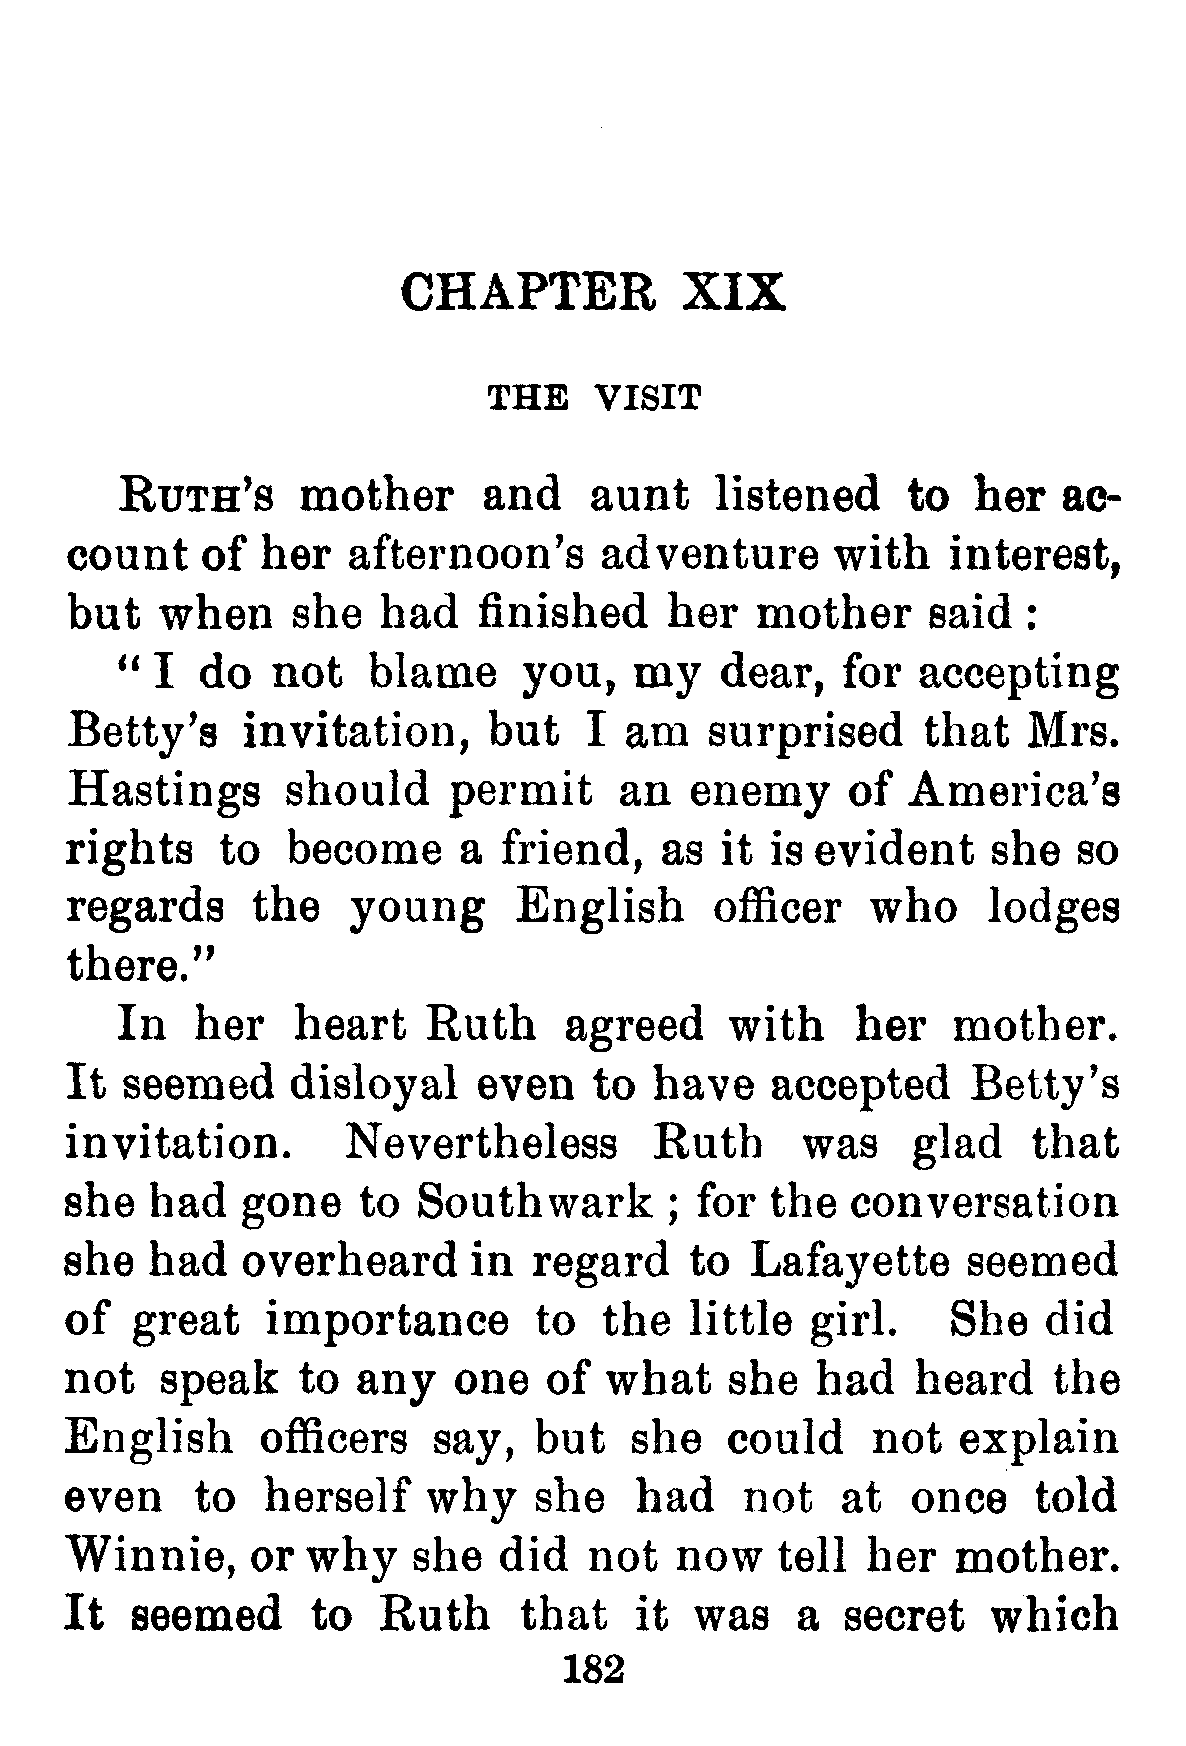 CHAPTER XIX
THE VISIT
RUTH's mother and aunt listened to her ac-
count of her afternoon's adventure with interest,
but when she had finished her mother said :
“ I do not blame you, my dear, for accepting
Betty's invitation, but I am surprised that Mrs.
Hastings should permit an enemy of America's
rights to become a friend, as it is evident she so
regards the young English officer who lodges
there.”
In her heart Ruth agreed with her mother.
It seemed disloyal even to have accepted Betty's
invitation. Nevertheless Ruth was glad that
she had gone to Southwark ; for the conversation
she had overheard in regard to Lafayette seemed
of great importance to the little girl. She did
not speak to any one of what she had heard the
English officers say, but she could not explain
even to herself why she had not at once told
Winnie, or why she did not now tell her mother.
It seemed to Ruth that it was a secret which
182